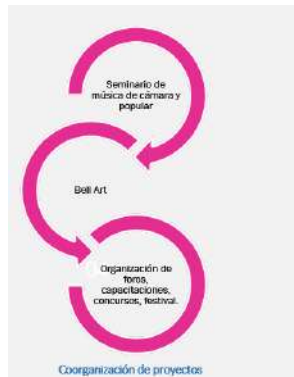 Seminario de
música de cámara y
popular
Bell Art
Organización de
foros,
capacitaciones,
concursos, festival.
Coorganización de proyectos